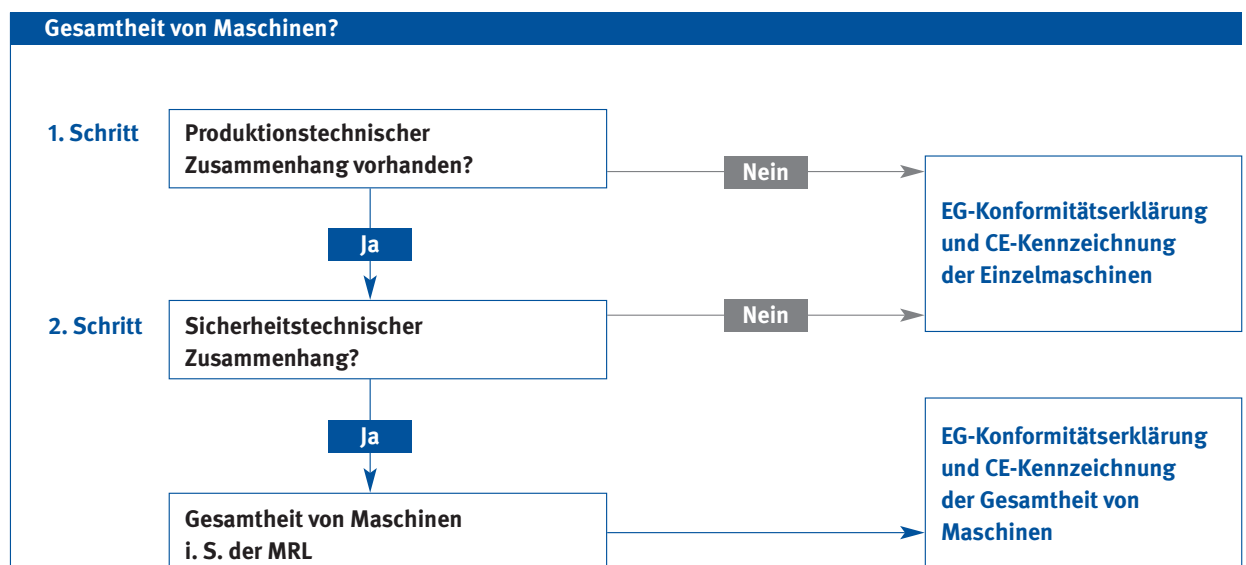 Gesamtheit von Maschinen?
1. Schritt
Produktionstechnischer
Zusammenhang vorhanden?
Nein
EG-Konformitätserklärung
und CE-Kennzeichnung
der Einzelmaschinen
Ja
2. Schritt
Sicherheitstechnischer
Zusammenhang?
Nein
Ja
Gesamtheit von Maschinen
i. S. der MRL
EG-Konformitätserklärung
und CE-Kennzeichnung
der Gesamtheit von
Maschinen